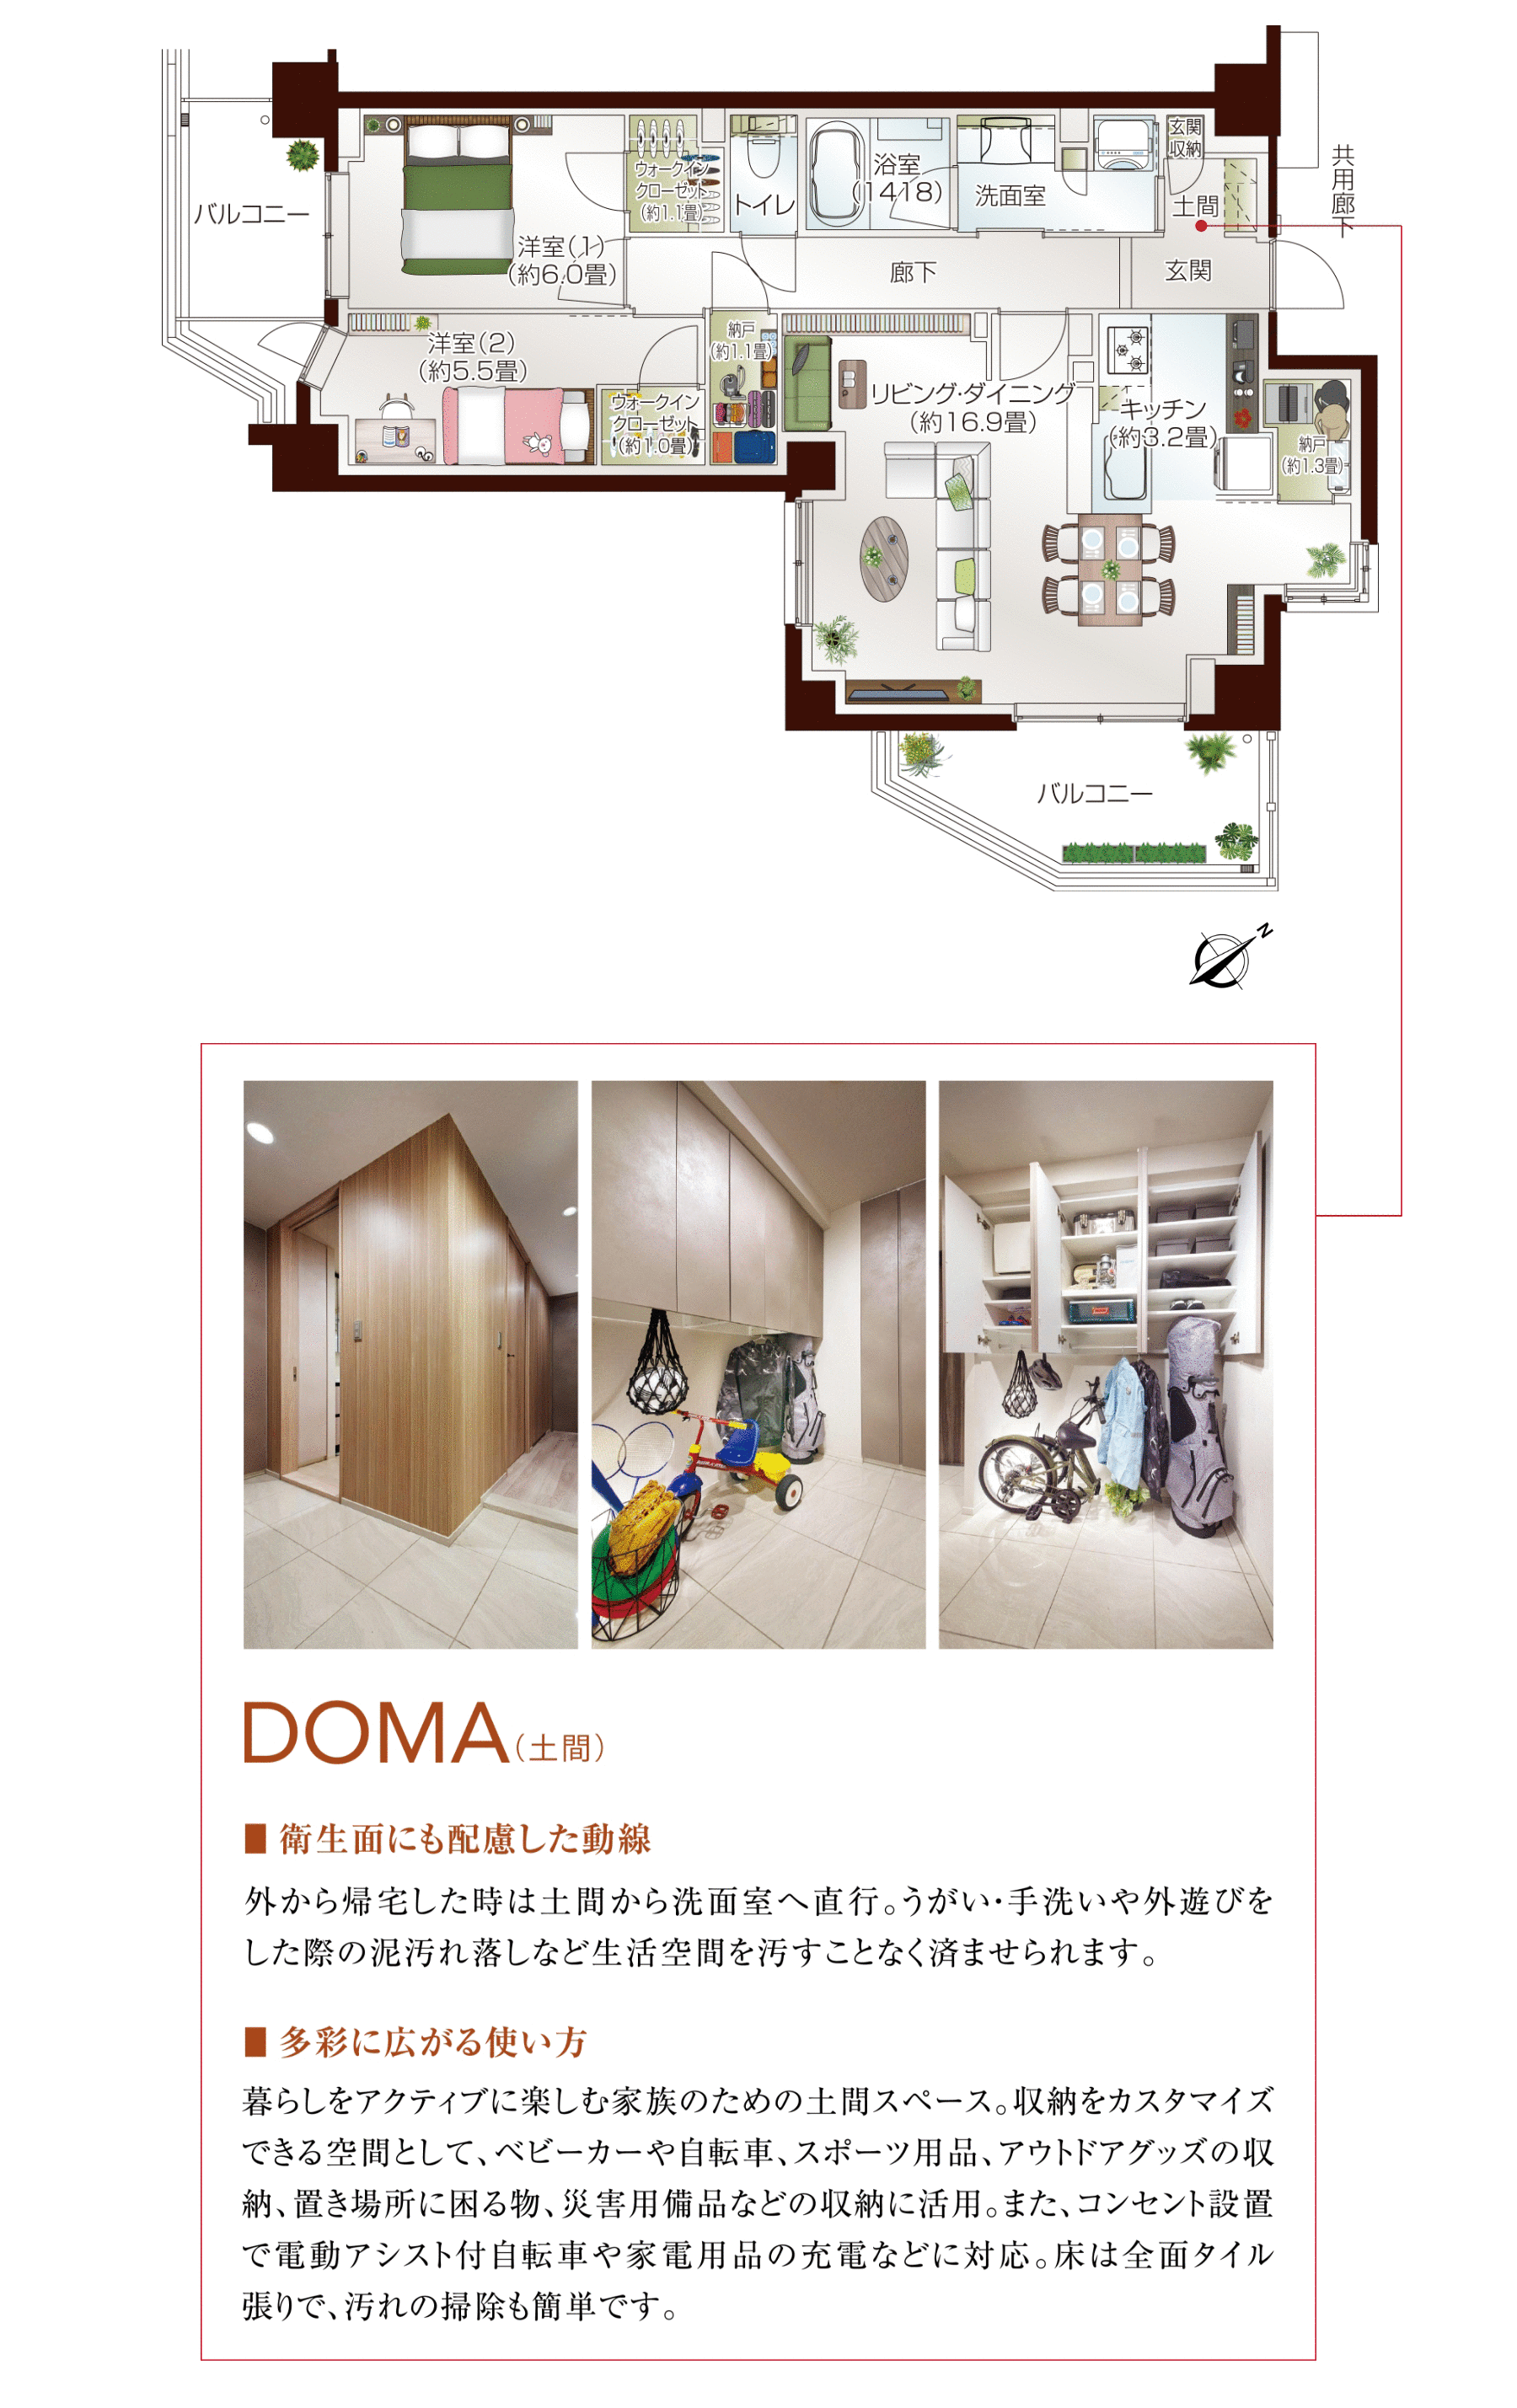 バルコニー
洋室(1)
(約6.0畳)
ウォークイン
クローゼット
(約1.1畳)
トイレ
浴室
(1418)
洗面室
玄関
収納
土間
共用廊下
廊下
玄関
洋室(2)
(約5.5畳)
ウォークイン
クローゼット
(約1.0畳)
納戸
(約1.1畳)
リビング・ダイニング
(約16.9畳)
キッチン
(約3.2畳)
納戸
(約1.3畳)
バルコニー
N
DOMA(土間)
■ 衛生面にも配慮した動線
外から帰宅した時は土間から洗面室へ直行。うがい・手洗いや外遊びを
した際の泥汚れ落しなど生活空間を汚すことなく済ませられます。
■ 多彩に広がる使い方
暮らしをアクティブに楽しむ家族のための土間スペース。収納をカスタマイズ
できる空間として、ベビーカーや自転車、スポーツ用品、アウトドアグッズの収
納、置き場所に困る物、災害用備品などの収納に活用。また、コンセント設置
で電動アシスト付自転車や家電用品の充電などに対応。床は全面タイル
張りで、汚れの掃除も簡単です。